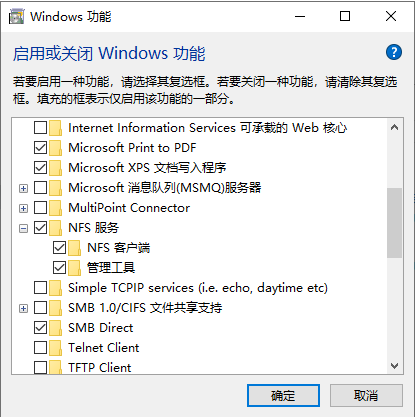 Windows 功能
启用或关闭 Windows 功能
若要启用一种功能，请选择其复选框。若要关闭一种功能，请清除其复选
框。填充的框表示仅启用该功能的一部分。
Internet Information Services 可承载的 Web 核心
Microsoft Print to PDF
Microsoft XPS 文档写入程序
Microsoft 消息队列(MSMQ)服务器
MultiPoint Connector
NFS 服务
NFS 客户端
管理工具
Simple TCPIP services (i.e. echo, daytime etc)
SMB 1.0/CIFS 文件共享支持
SMB Direct
Telnet Client
TFTP Client
确定
取消